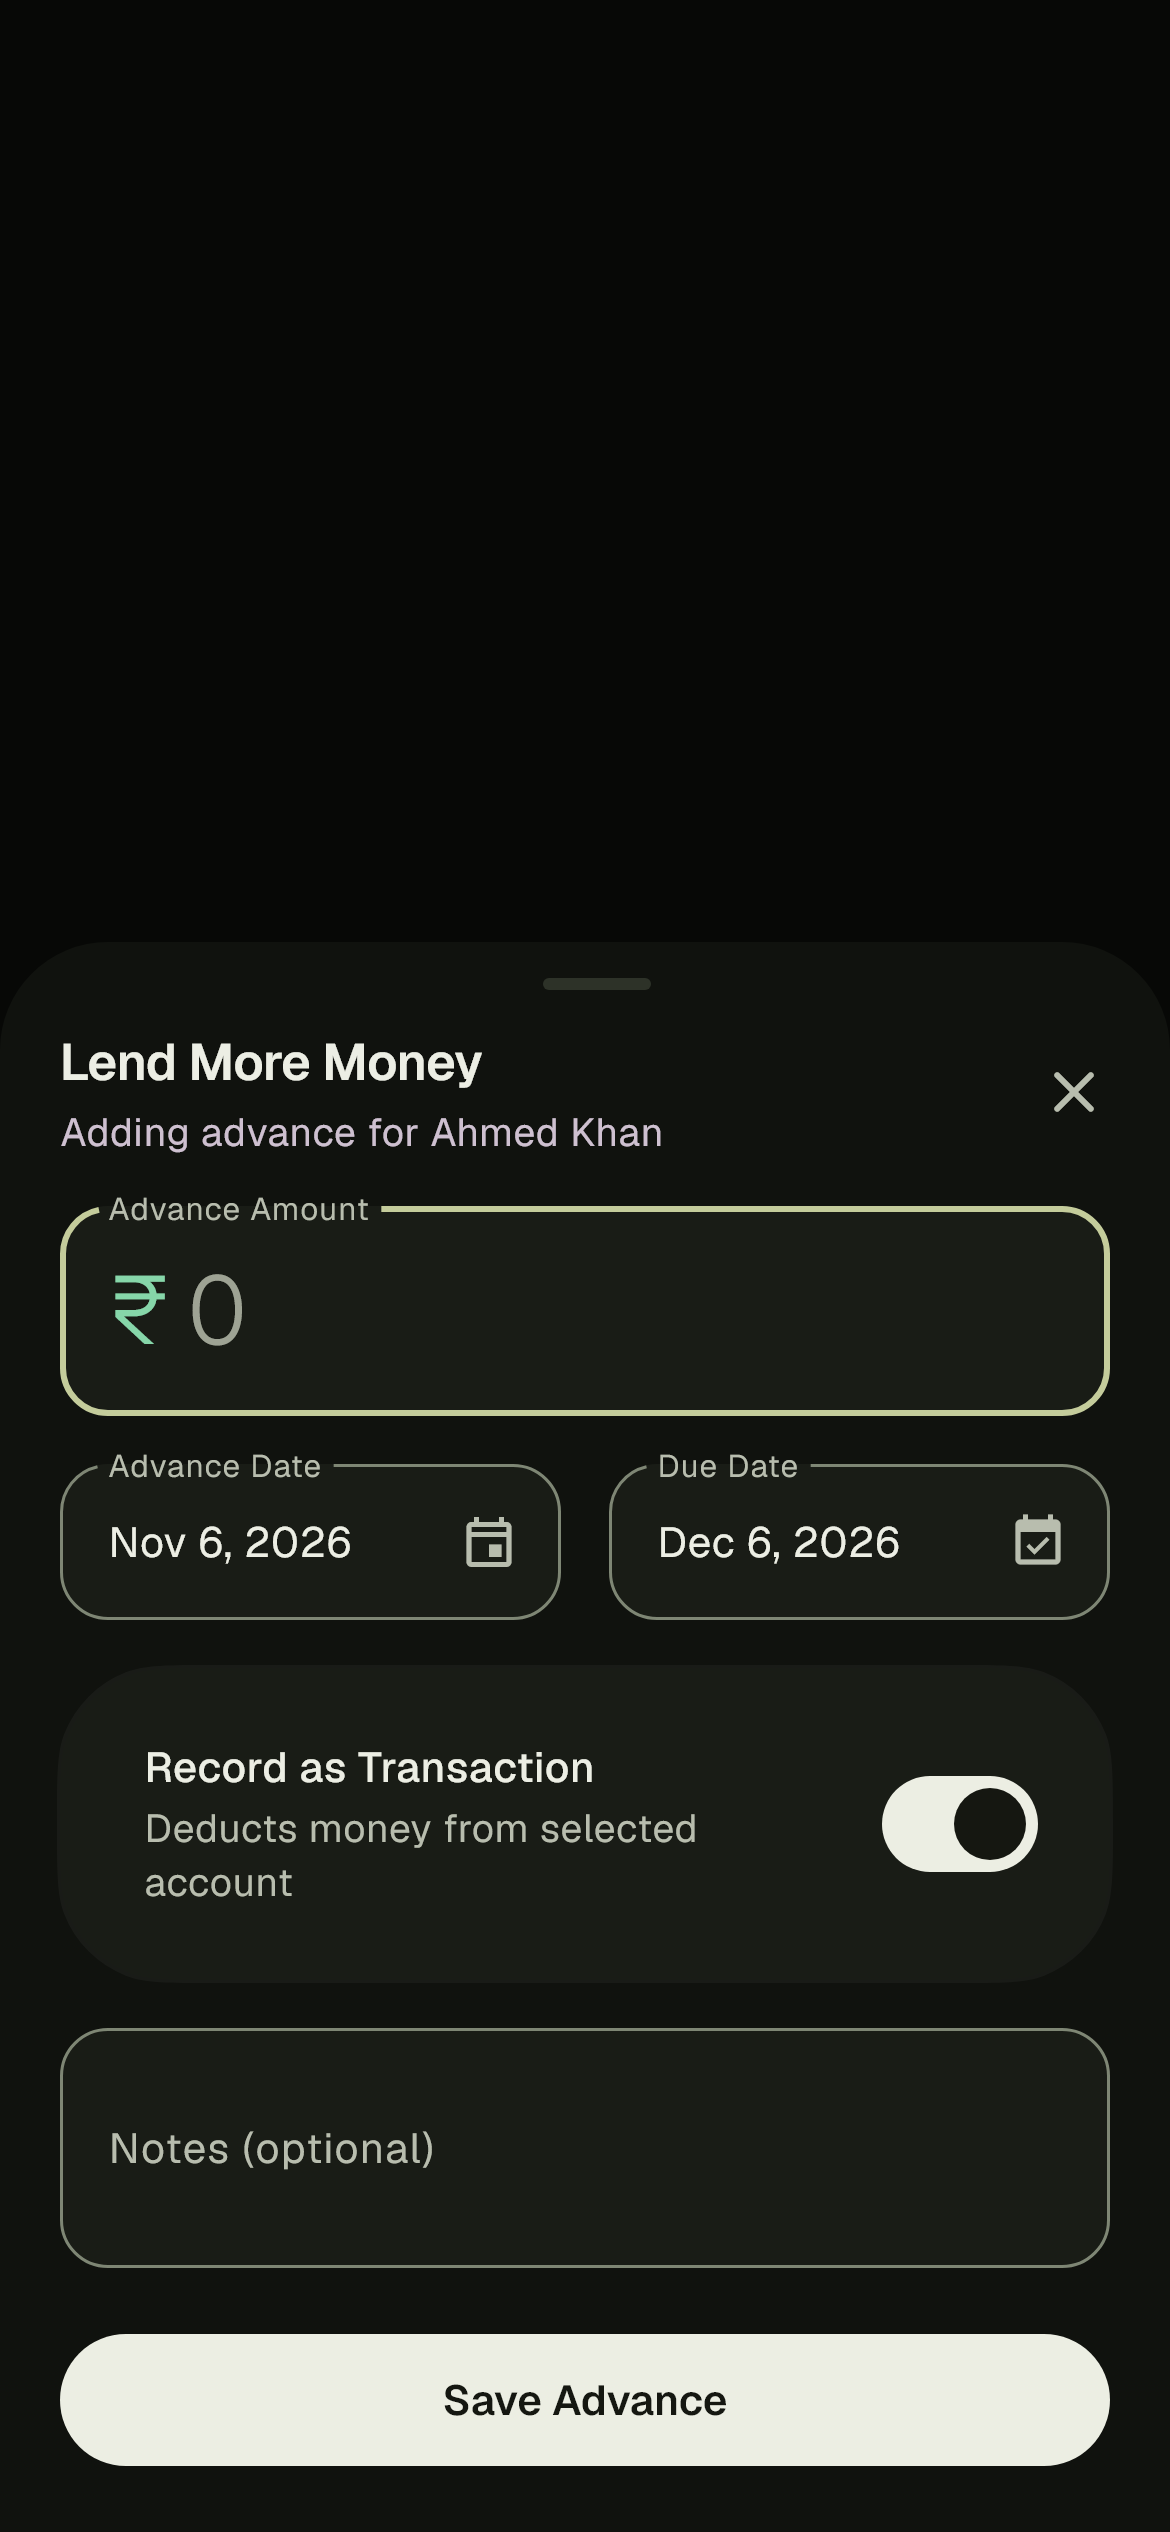 Lend More Money
Adding advance for Ahmed Khan
Advance Amount
₹ 0
Advance Date
Due Date
Nov 6, 2026
Dec 6, 2026
Record as Transaction
Deducts money from selected
account
Notes (optional)
Save Advance